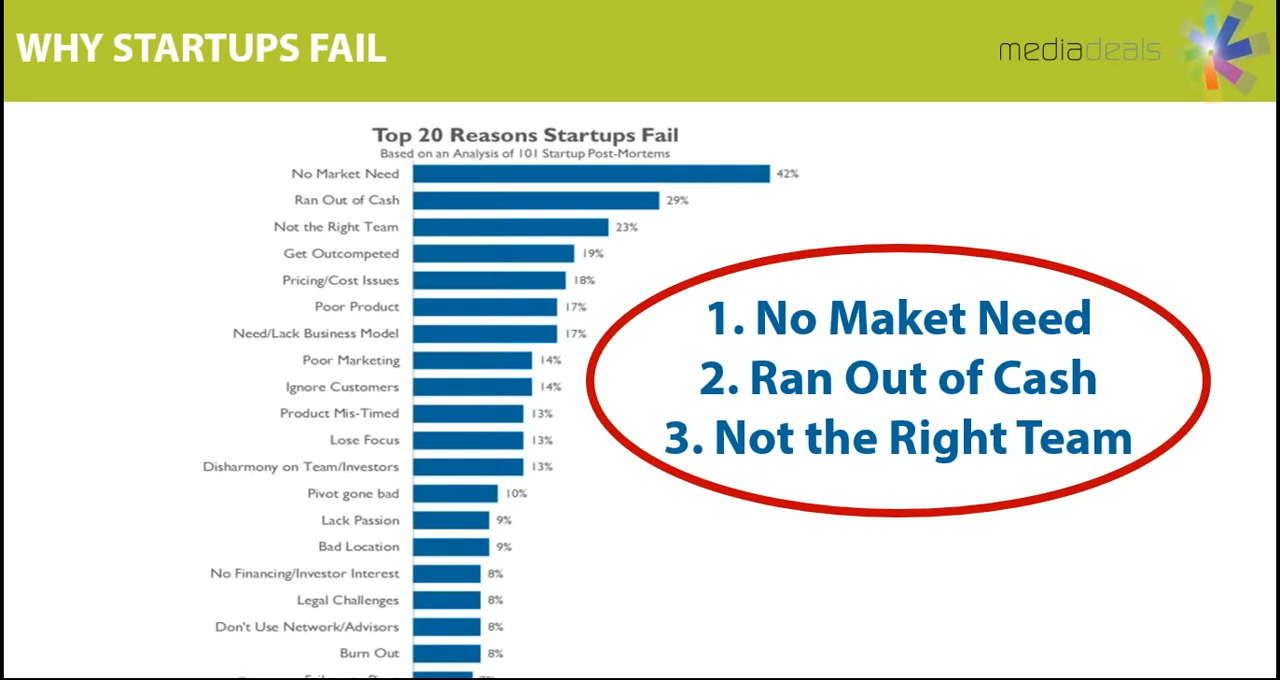 WHY STARTUPS FAIL
mediadeals
Top 20 Reasons Startups Fail
Based on an Analysis of 101 Startup Post-Mortems
No Market Need 42%
Ran Out of Cash 29%
Not the Right Team 23%
Get Outcompeted 19%
Pricing/Cost Issues 18%
Poor Product 17%
Need/Lack Business Model 17%
Poor Marketing 14%
Ignore Customers 14%
Product Mis-Timed 13%
Lose Focus 13%
Disharmony on Team/Investors 13%
Pivot gone bad 10%
Lack Passion 9%
Bad Location 9%
No Financing/Investor Interest 8%
Legal Challenges 8%
Don't Use Network/Advisors 8%
Burn Out 8%
1. No Maket Need
2. Ran Out of Cash
3. Not the Right Team